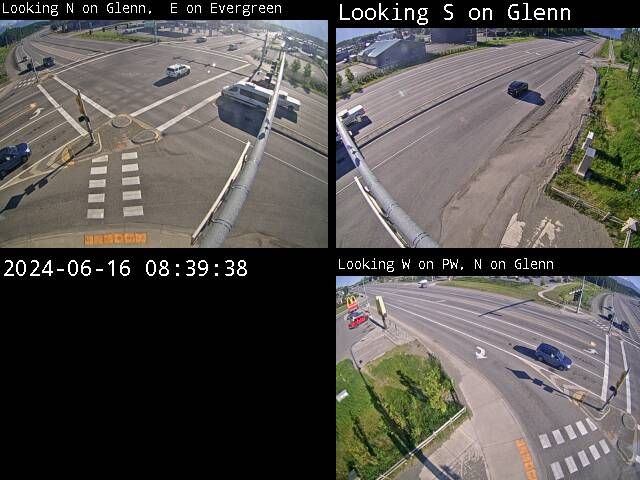 Looking N on Glenn,  E on Evergreen
Looking S on Glenn
2024-06-16 08:39:38
Looking W on PW, N on Glenn